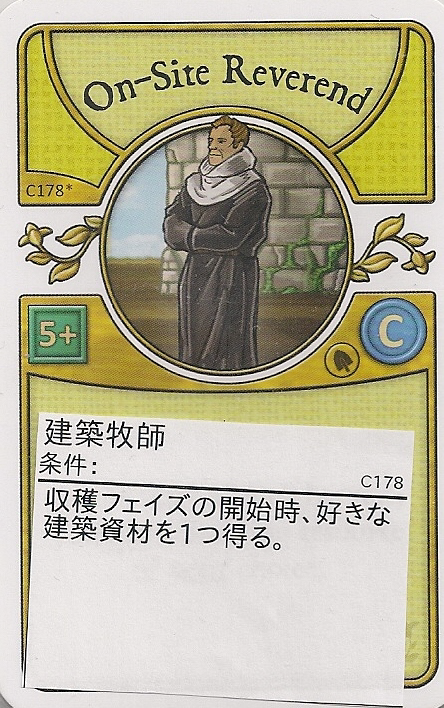 On-Site Reverend
C178*
5+
C
建築牧師
条件:
C178
収穫フェイズの開始時、好きな
建築資材を1つ得る。